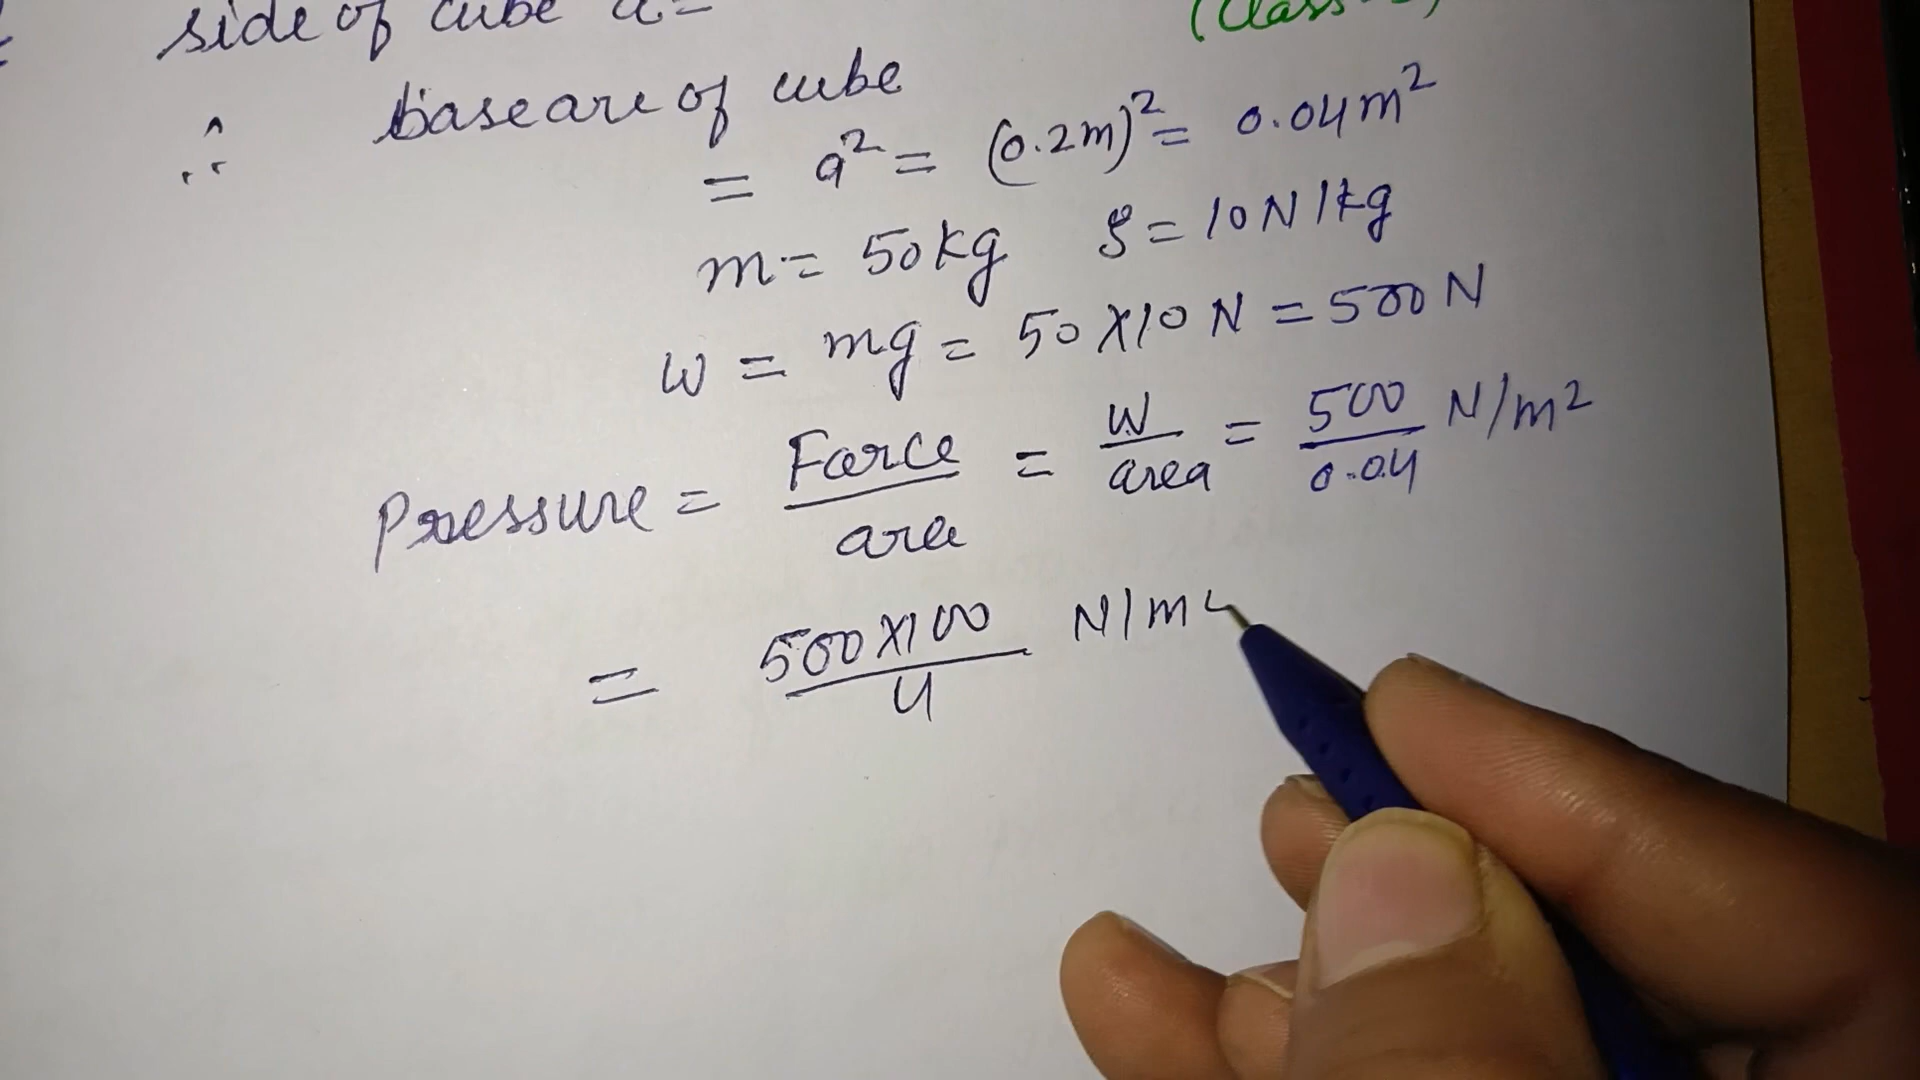 side of cube a =
(Class
∴ base are of cube
= a² = (0.2m)² = 0.04m²
m = 50kg g = 10N/kg
W = mg = 50×10 N = 500 N
Pressure = Force/area = W/area = 500/0.04 N/m²
= 500×100/4 N/m